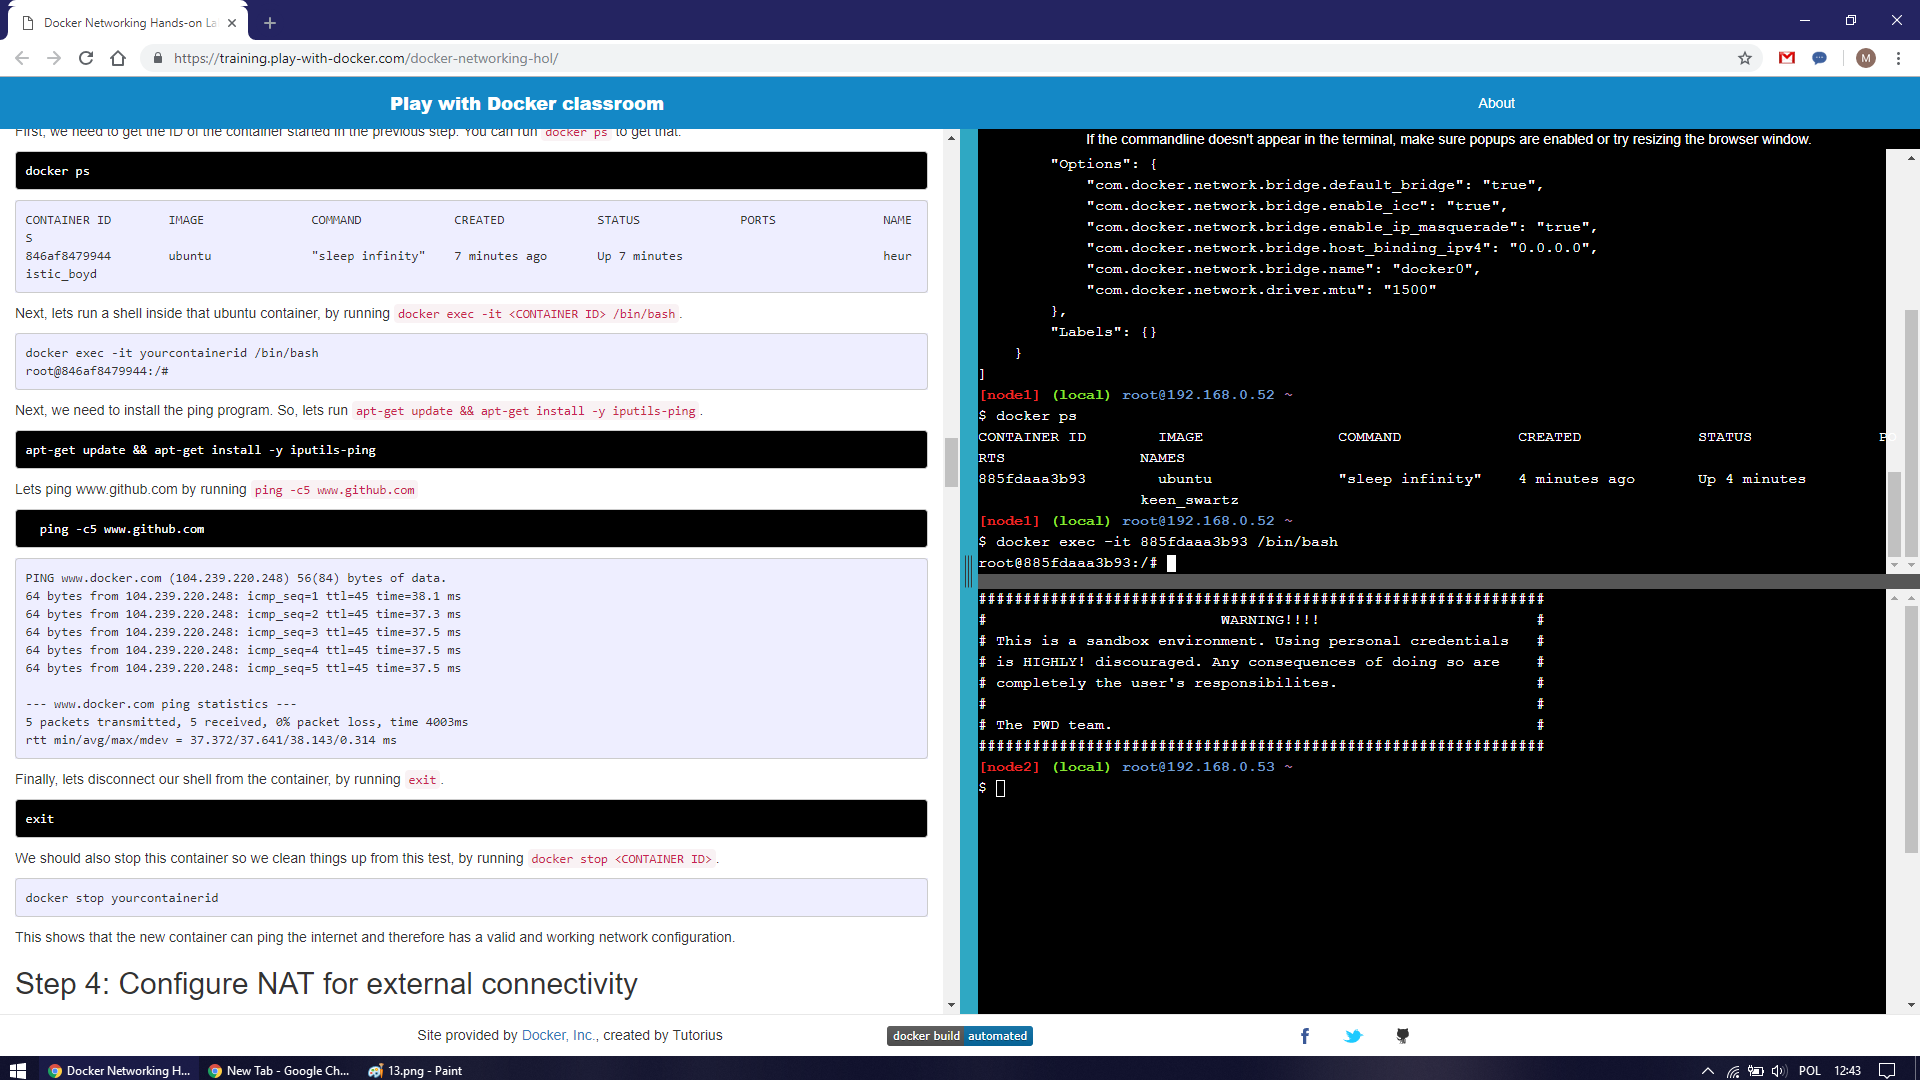 Docker Networking Hands-on La
https://training.play-with-docker.com/docker-networking-hol/
M
Play with Docker classroom
About
First, we need to get the ID of the container started in the previous step. You can run docker ps to get that.
docker ps
CONTAINER ID IMAGE COMMAND CREATED STATUS PORTS NAME
S
846af8479944 ubuntu "sleep infinity" 7 minutes ago Up 7 minutes heur
istic_boyd
Next, lets run a shell inside that ubuntu container, by running docker exec -it <CONTAINER ID> /bin/bash.
docker exec -it yourcontainerid /bin/bash
root@846af8479944:/#
Next, we need to install the ping program. So, lets run apt-get update && apt-get install -y iputils-ping.
apt-get update && apt-get install -y iputils-ping
Lets ping www.github.com by running ping -c5 www.github.com
ping -c5 www.github.com
PING www.docker.com (104.239.220.248) 56(84) bytes of data.
64 bytes from 104.239.220.248: icmp_seq=1 ttl=45 time=38.1 ms
64 bytes from 104.239.220.248: icmp_seq=2 ttl=45 time=37.3 ms
64 bytes from 104.239.220.248: icmp_seq=3 ttl=45 time=37.5 ms
64 bytes from 104.239.220.248: icmp_seq=4 ttl=45 time=37.5 ms
64 bytes from 104.239.220.248: icmp_seq=5 ttl=45 time=37.5 ms
--- www.docker.com ping statistics ---
5 packets transmitted, 5 received, 0% packet loss, time 4003ms
rtt min/avg/max/mdev = 37.372/37.641/38.143/0.314 ms
Finally, lets disconnect our shell from the container, by running exit.
exit
We should also stop this container so we clean things up from this test, by running docker stop <CONTAINER ID>.
docker stop yourcontainerid
This shows that the new container can ping the internet and therefore has a valid and working network configuration.
Step 4: Configure NAT for external connectivity
If the commandline doesn't appear in the terminal, make sure popups are enabled or try resizing the browser window.
"Options": {
"com.docker.network.bridge.default_bridge": "true",
"com.docker.network.bridge.enable_icc": "true",
"com.docker.network.bridge.enable_ip_masquerade": "true",
"com.docker.network.bridge.host_binding_ipv4": "0.0.0.0",
"com.docker.network.bridge.name": "docker0",
"com.docker.network.driver.mtu": "1500"
},
"Labels": {}
}
]
[node1] (local) root@192.168.0.52 ~
$ docker ps
CONTAINER ID IMAGE COMMAND CREATED STATUS PO
RTS NAMES
885fdaaa3b93 ubuntu "sleep infinity" 4 minutes ago Up 4 minutes
keen_swartz
[node1] (local) root@192.168.0.52 ~
$ docker exec -it 885fdaaa3b93 /bin/bash
root@885fdaaa3b93:/#
###############################################################
# WARNING!!!! #
# This is a sandbox environment. Using personal credentials #
# is HIGHLY! discouraged. Any consequences of doing so are #
# completely the user's responsibilites. #
# #
# The PWD team. #
###############################################################
[node2] (local) root@192.168.0.53 ~
$
Site provided by Docker, Inc., created by Tutorius
docker build automated
Docker Networking H...
New Tab - Google Ch...
13.png - Paint
POL
12:43